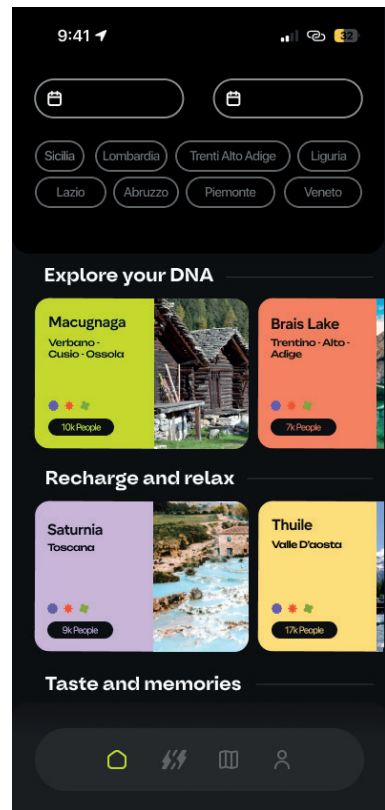 9:41
32
Sicilia Lombardia Trenti Alto Adige Liguria
Lazio Abruzzo Piemonte Veneto
Explore your DNA
Macugnaga
Verbano ·
Cusio · Ossola
10k People
Brais Lake
Trentino · Alto ·
Adige
7k People
Recharge and relax
Saturnia
Toscana
9k People
Thuile
Valle D'aosta
17k People
Taste and memories